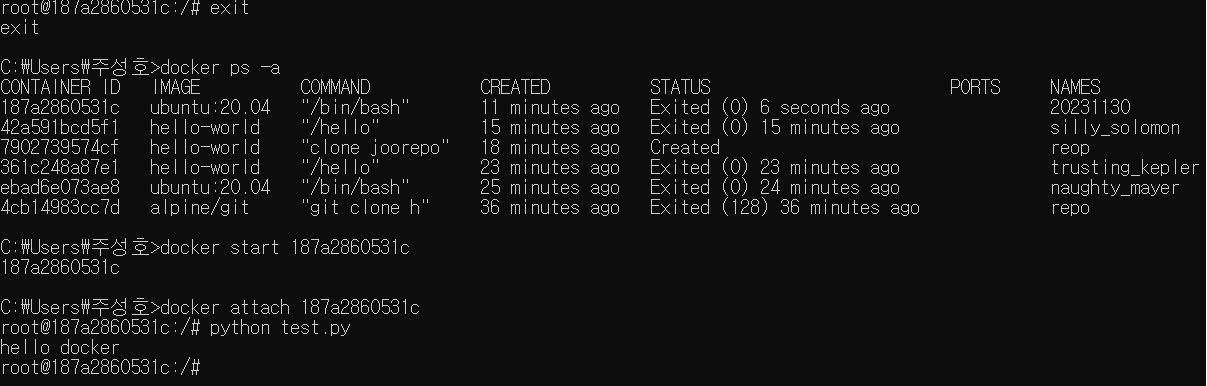 root@187a2860531c:/# exit
exit
C:₩Users₩주성호>docker ps -a
CONTAINER ID IMAGE COMMAND CREATED STATUS PORTS NAMES
187a2860531c ubuntu:20.04 "/bin/bash" 11 minutes ago Exited (0) 6 seconds ago 20231130
42a591bcd5f1 hello-world "/hello" 15 minutes ago Exited (0) 15 minutes ago silly_solomon
7902739574cf hello-world "clone joorepo" 18 minutes ago Created reop
361c248a87e1 hello-world "/hello" 23 minutes ago Exited (0) 23 minutes ago trusting_kepler
ebad6e073ae8 ubuntu:20.04 "/bin/bash" 25 minutes ago Exited (0) 24 minutes ago naughty_mayer
4cb14983cc7d alpine/git "git clone h" 36 minutes ago Exited (128) 36 minutes ago repo
C:₩Users₩주성호>docker start 187a2860531c
187a2860531c
C:₩Users₩주성호>docker attach 187a2860531c
root@187a2860531c:/# python test.py
hello docker
root@187a2860531c:/#